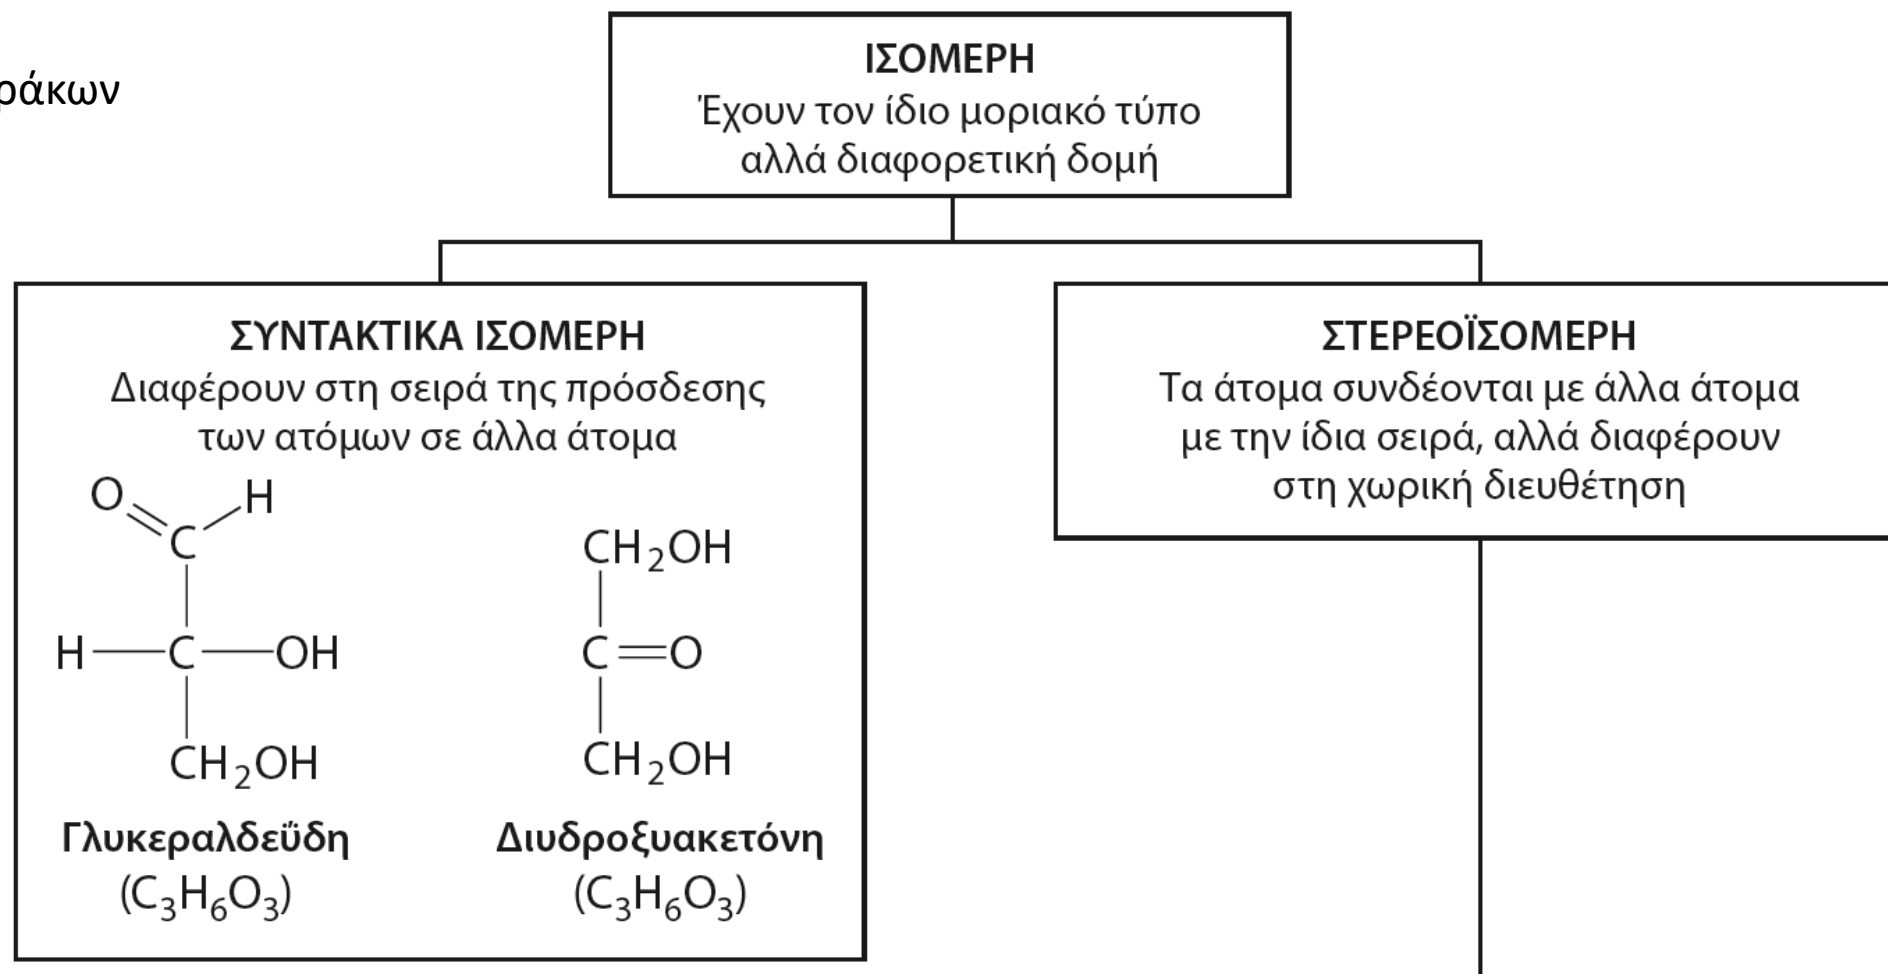 ράκων
ΙΣΟΜΕΡΗ
Έχουν τον ίδιο μοριακό τύπο
αλλά διαφορετική δομή
ΣΥΝΤΑΚΤΙΚΑ ΙΣΟΜΕΡΗ
Διαφέρουν στη σειρά της πρόσδεσης
των ατόμων σε άλλα άτομα
O H
C
H C OH
CH₂OH
Γλυκεραλδεΰδη
(C₃H₆O₃)
CH₂OH
C=O
CH₂OH
Διυδροξυακετόνη
(C₃H₆O₃)
ΣΤΕΡΕΟΪΣΟΜΕΡΗ
Τα άτομα συνδέονται με άλλα άτομα
με την ίδια σειρά, αλλά διαφέρουν
στη χωρική διευθέτηση